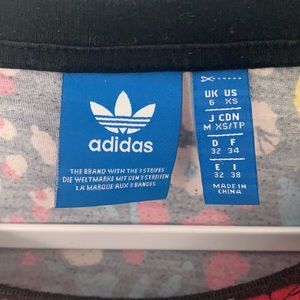 adidas
THE BRAND WITH THE 3 STRIPES
DIE WELTMARKE MIT DEN 3 STREIFEN
LA MARQUE AUX 3 BANDES
UK US
6 XS
J CDN
M XS/TP
D F
32 34
E I
32 38
MADE IN
CHINA